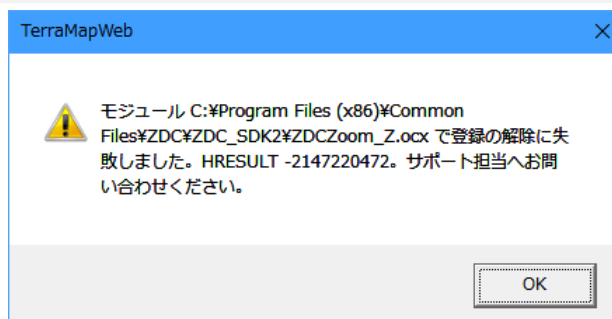 TerraMapWeb
モジュール C:¥Program Files (x86)¥Common
Files¥ZDC¥ZDC_SDK2¥ZDCZoom_Z.ocx で登録の解除に失
敗しました。HRESULT -2147220472。サポート担当へお問
い合わせください。
OK